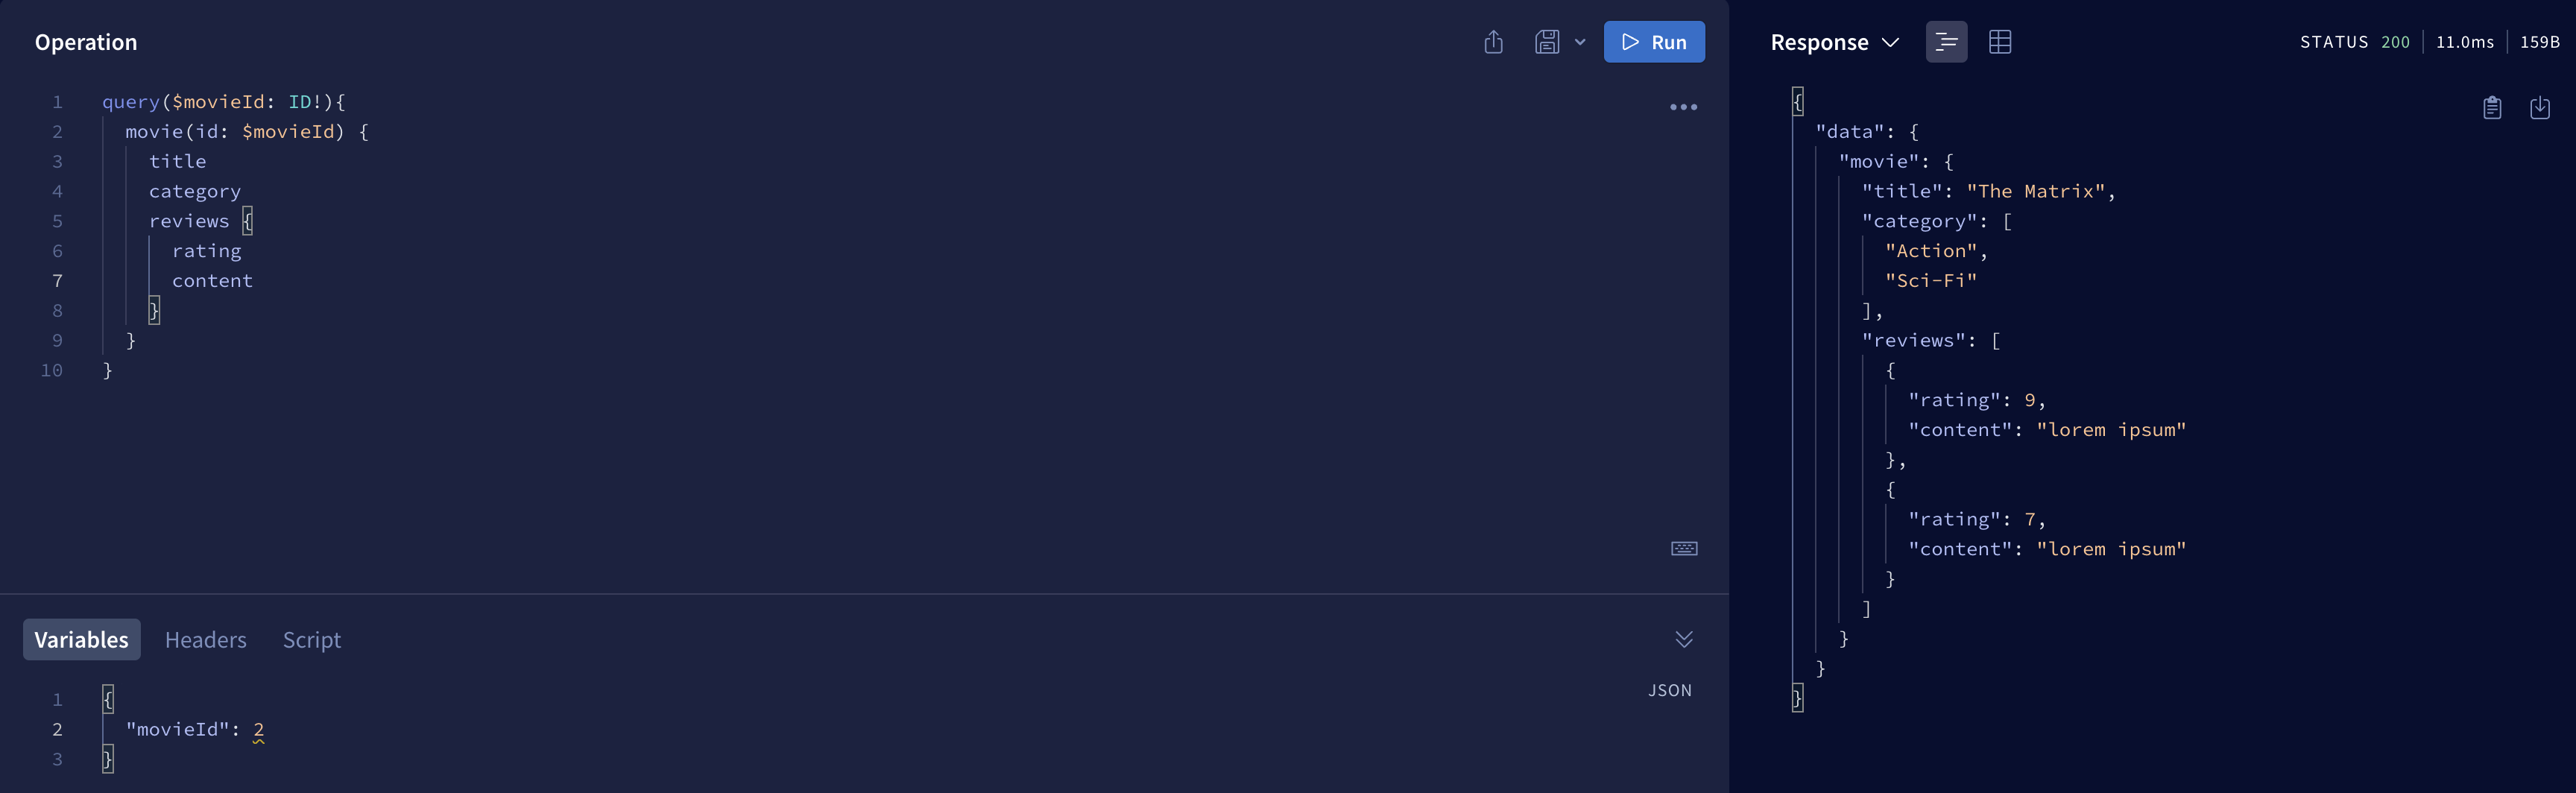 Operation
Run
1 query($movieId: ID!){
2 movie(id: $movieId) {
3 title
4 category
5 reviews {
6 rating
7 content
8 }
9 }
10 }
Variables Headers Script
JSON
1 {
2 "movieId": 2
3 }
Response STATUS 200 11.0ms 159B
{
"data": {
"movie": {
"title": "The Matrix",
"category": [
"Action",
"Sci-Fi"
],
"reviews": [
{
"rating": 9,
"content": "lorem ipsum"
},
{
"rating": 7,
"content": "lorem ipsum"
}
]
}
}
}